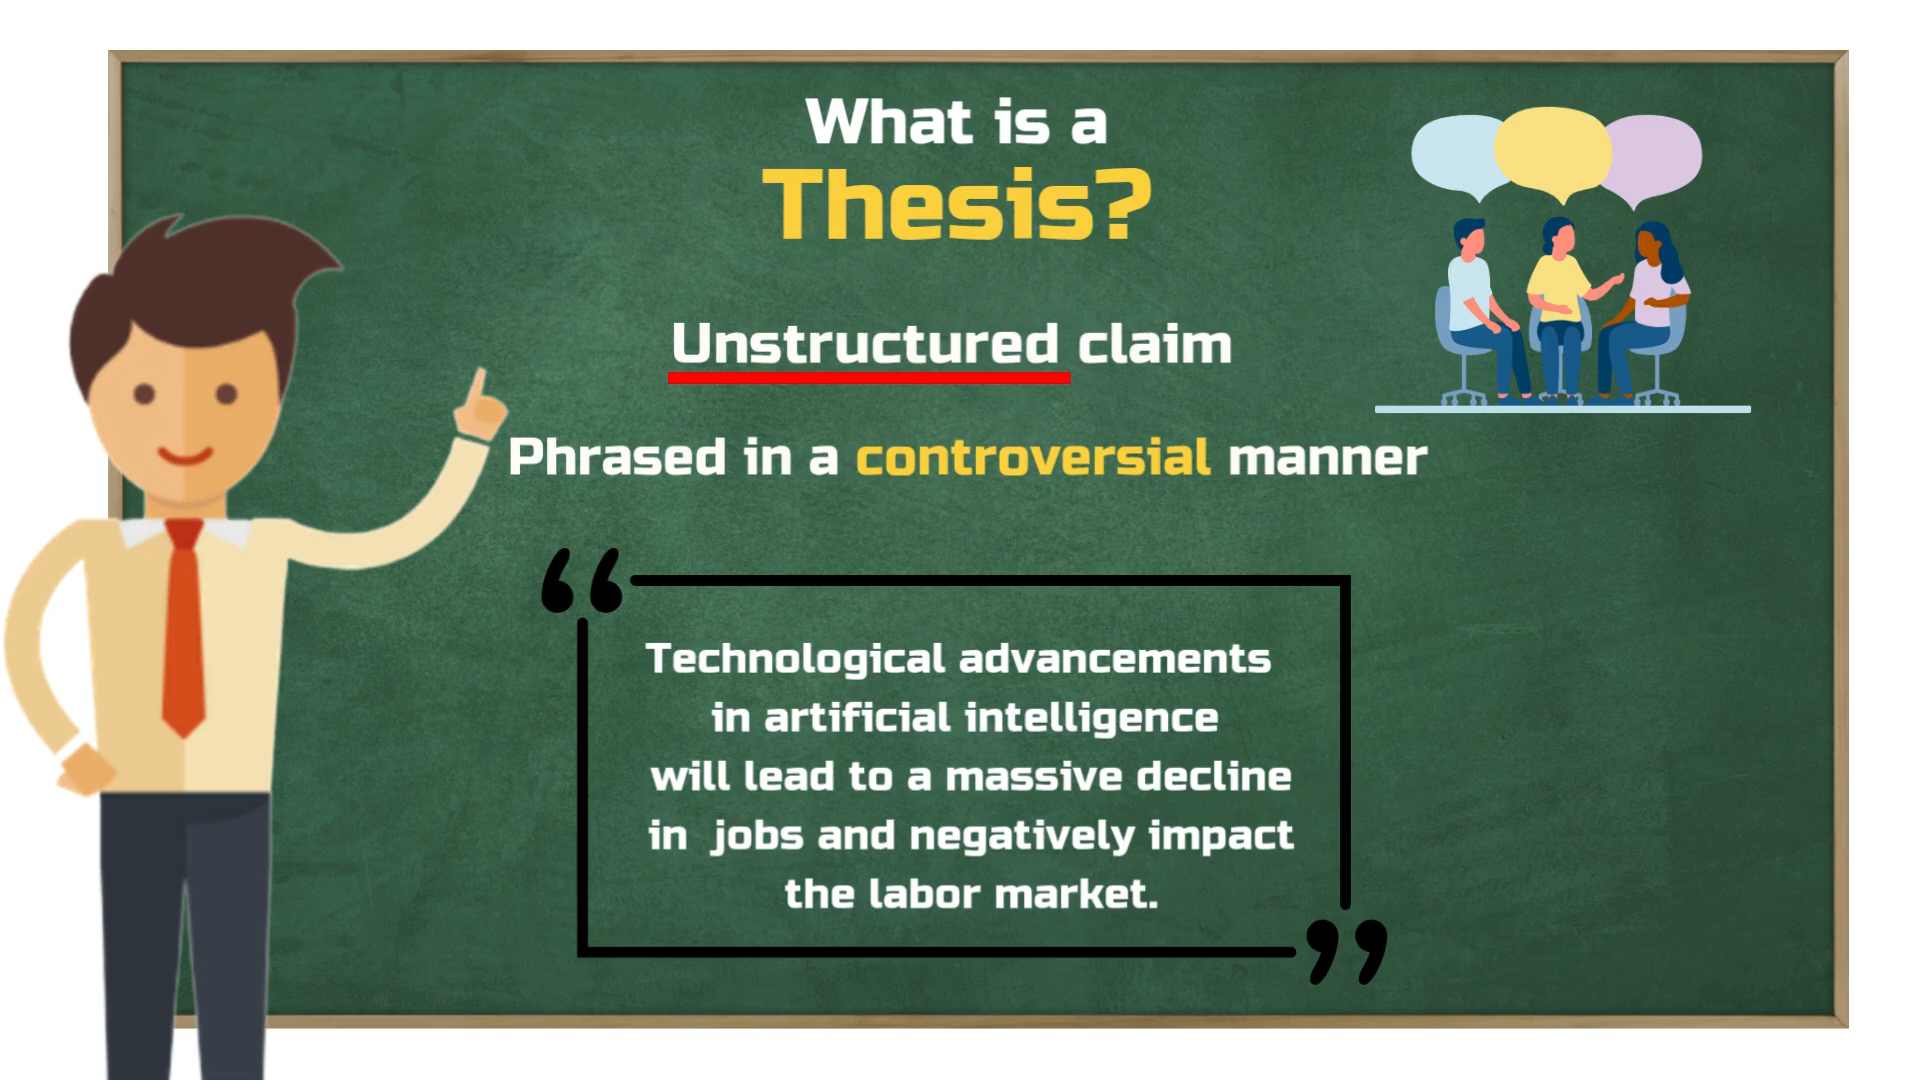 What is a
Thesis?
Unstructured claim
Phrased in a controversial manner
Technological advancements
in artificial intelligence
will lead to a massive decline
in jobs and negatively impact
the labor market.